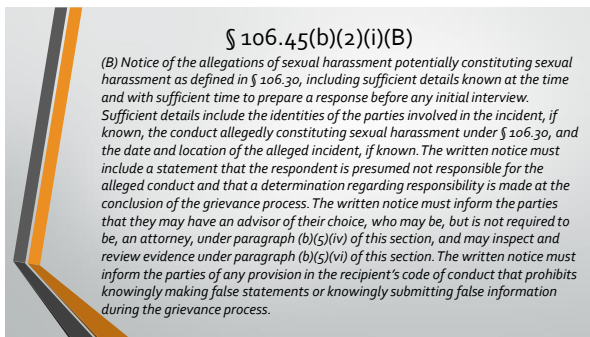 § 106.45(b)(2)(i)(B)
(B) Notice of the allegations of sexual harassment potentially constituting sexual
harassment as defined in § 106.30, including sufficient details known at the time
and with sufficient time to prepare a response before any initial interview.
Sufficient details include the identities of the parties involved in the incident, if
known, the conduct allegedly constituting sexual harassment under § 106.30, and
the date and location of the alleged incident, if known. The written notice must
include a statement that the respondent is presumed not responsible for the
alleged conduct and that a determination regarding responsibility is made at the
conclusion of the grievance process. The written notice must inform the parties
that they may have an advisor of their choice, who may be, but is not required to
be, an attorney, under paragraph (b)(5)(iv) of this section, and may inspect and
review evidence under paragraph (b)(5)(vi) of this section. The written notice must
inform the parties of any provision in the recipient's code of conduct that prohibits
knowingly making false statements or knowingly submitting false information
during the grievance process.